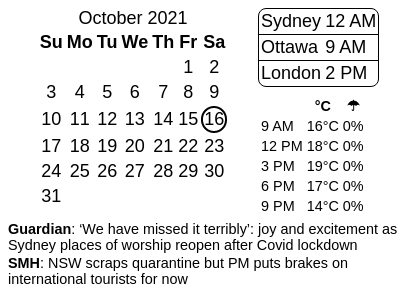 October 2021
Su Mo Tu We Th Fr Sa
1 2
3 4 5 6 7 8 9
10 11 12 13 14 15 16
17 18 19 20 21 22 23
24 25 26 27 28 29 30
31
Sydney 12 AM
Ottawa 9 AM
London 2 PM
°C ☂
9 AM 16°C 0%
12 PM 18°C 0%
3 PM 19°C 0%
6 PM 17°C 0%
9 PM 14°C 0%
Guardian: ‘We have missed it terribly’: joy and excitement as
Sydney places of worship reopen after Covid lockdown
SMH: NSW scraps quarantine but PM puts brakes on
international tourists for now